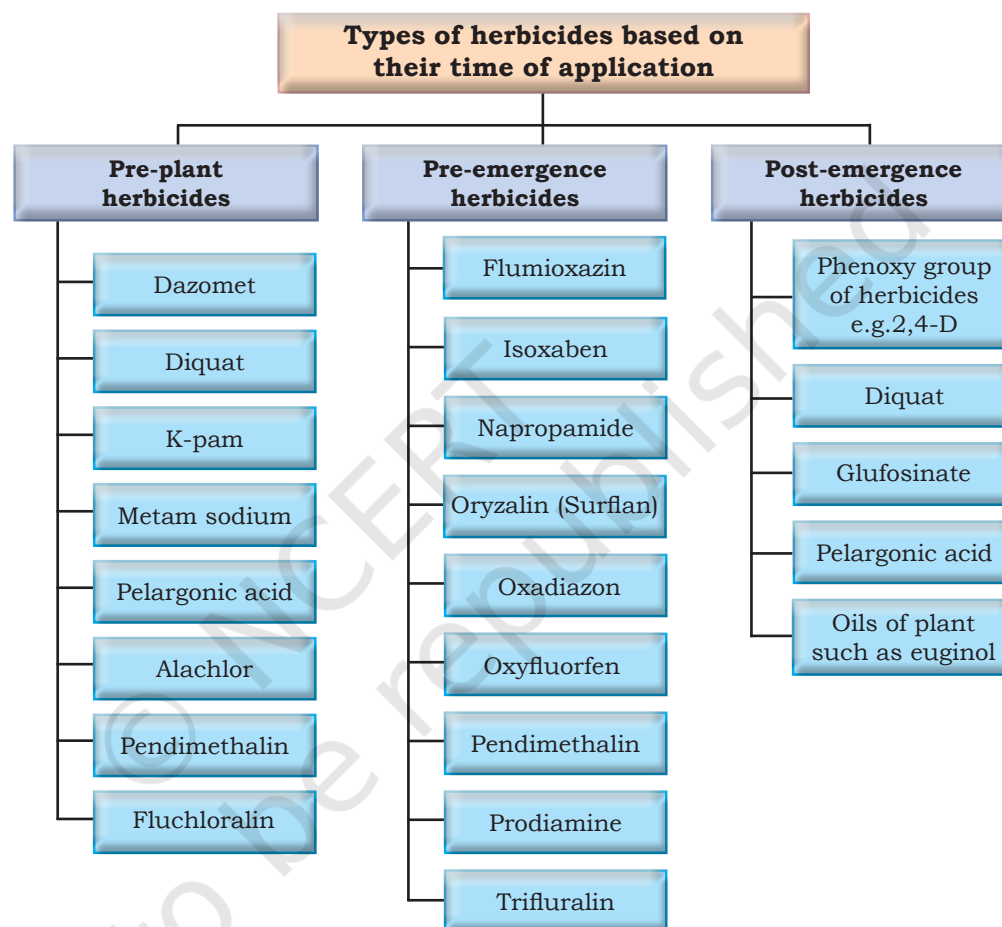 Types of herbicides based on
their time of application
Pre-plant
herbicides
Dazomet
Diquat
K-pam
Metam sodium
Pelargonic acid
Alachlor
Pendimethalin
Fluchloralin
Pre-emergence
herbicides
Flumioxazin
Isoxaben
Napropamide
Oryzalin (Surflan)
Oxadiazon
Oxyfluorfen
Pendimethalin
Prodiamine
Trifluralin
Post-emergence
herbicides
Phenoxy group
of herbicides
e.g.2,4-D
Diquat
Glufosinate
Pelargonic acid
Oils of plant
such as euginol
© NCERT
to be republished